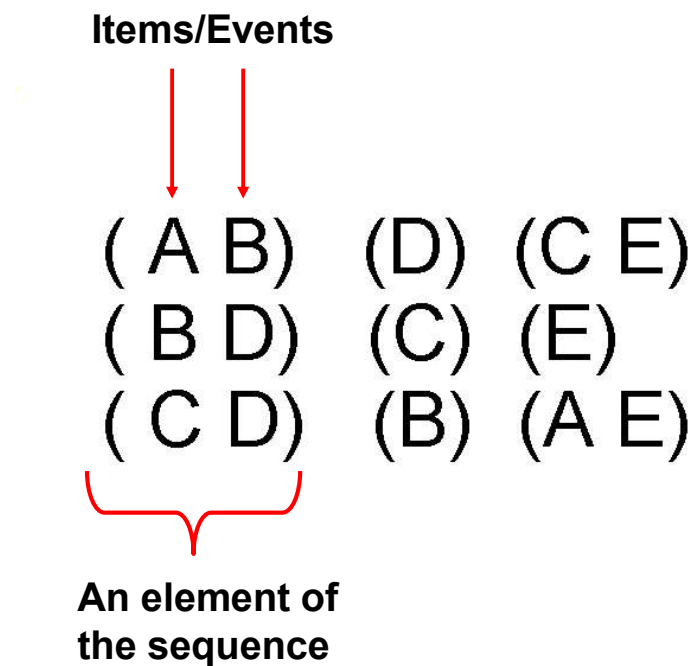 Items/Events
( A B) (D) (C E)
( B D) (C) (E)
( C D) (B) (A E)
An element of
the sequence